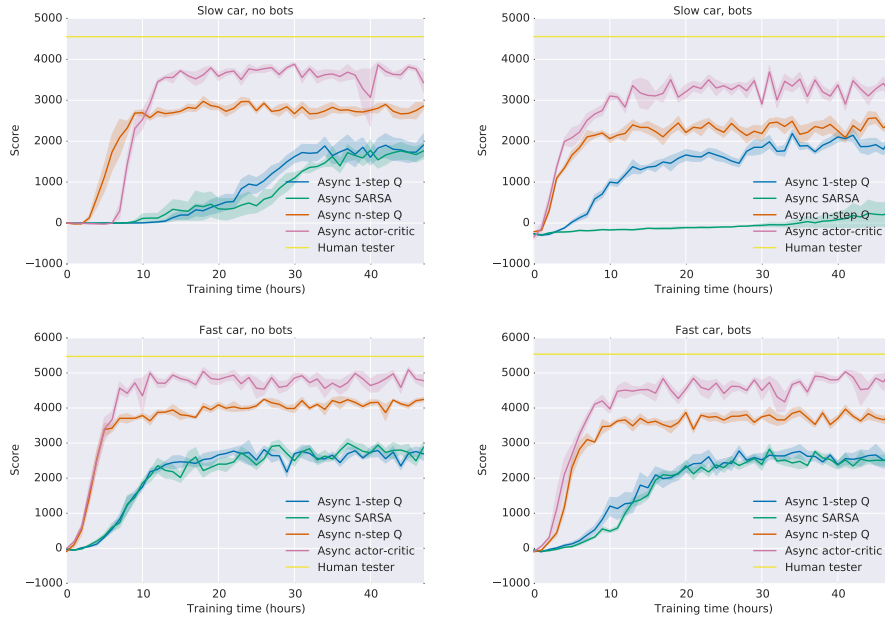 Slow car, no bots
5000
4000
3000
2000
1000
0
−1000
Score
0 10 20 30 40
Training time (hours)
Async 1-step Q
Async SARSA
Async n-step Q
Async actor-critic
Human tester
Slow car, bots
5000
4000
3000
2000
1000
0
−1000
Score
0 10 20 30 40
Training time (hours)
Async 1-step Q
Async SARSA
Async n-step Q
Async actor-critic
Human tester
Fast car, no bots
6000
5000
4000
3000
2000
1000
0
−1000
Score
0 10 20 30 40
Training time (hours)
Async 1-step Q
Async SARSA
Async n-step Q
Async actor-critic
Human tester
Fast car, bots
6000
5000
4000
3000
2000
1000
0
−1000
Score
0 10 20 30 40
Training time (hours)
Async 1-step Q
Async SARSA
Async n-step Q
Async actor-critic
Human tester